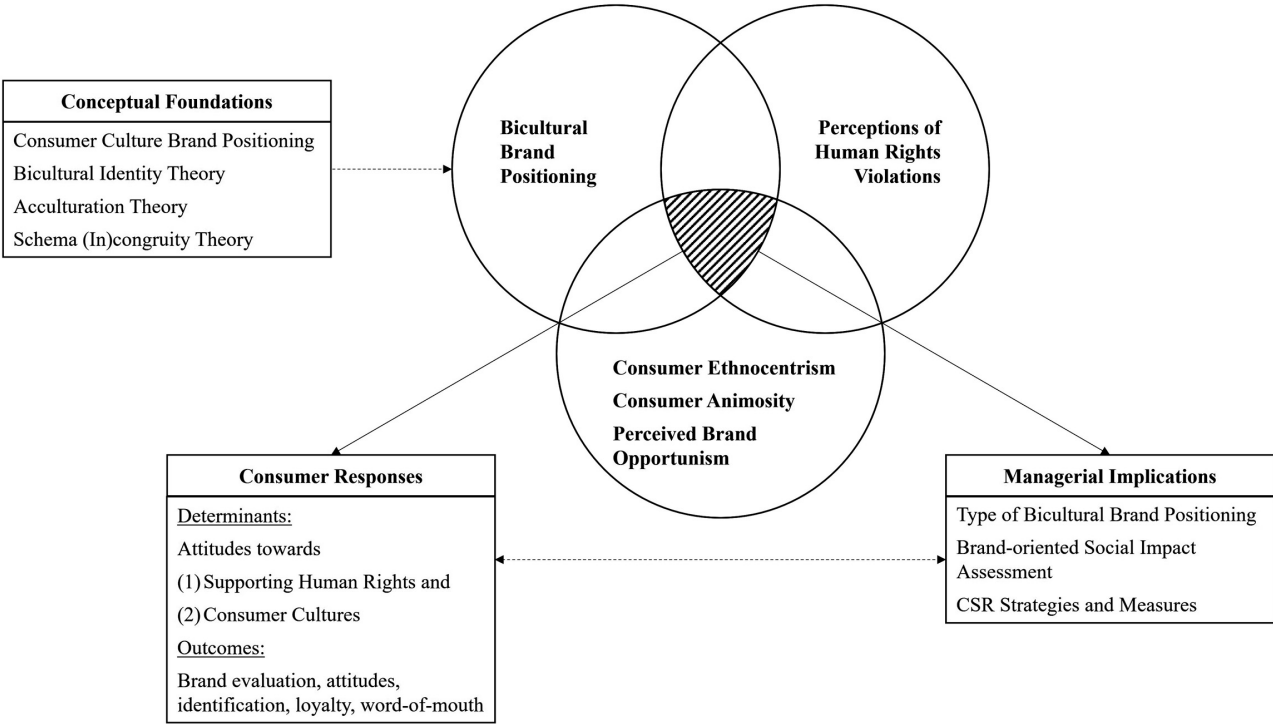 Conceptual Foundations
Consumer Culture Brand Positioning
Bicultural Identity Theory
Acculturation Theory
Schema (In)congruity Theory
Bicultural
Brand
Positioning
Perceptions of
Human Rights
Violations
Consumer Ethnocentrism
Consumer Animosity
Perceived Brand
Opportunism
Consumer Responses
Determinants:
Attitudes towards
(1) Supporting Human Rights and
(2) Consumer Cultures
Outcomes:
Brand evaluation, attitudes,
identification, loyalty, word-of-mouth
Managerial Implications
Type of Bicultural Brand Positioning
Brand-oriented Social Impact
Assessment
CSR Strategies and Measures